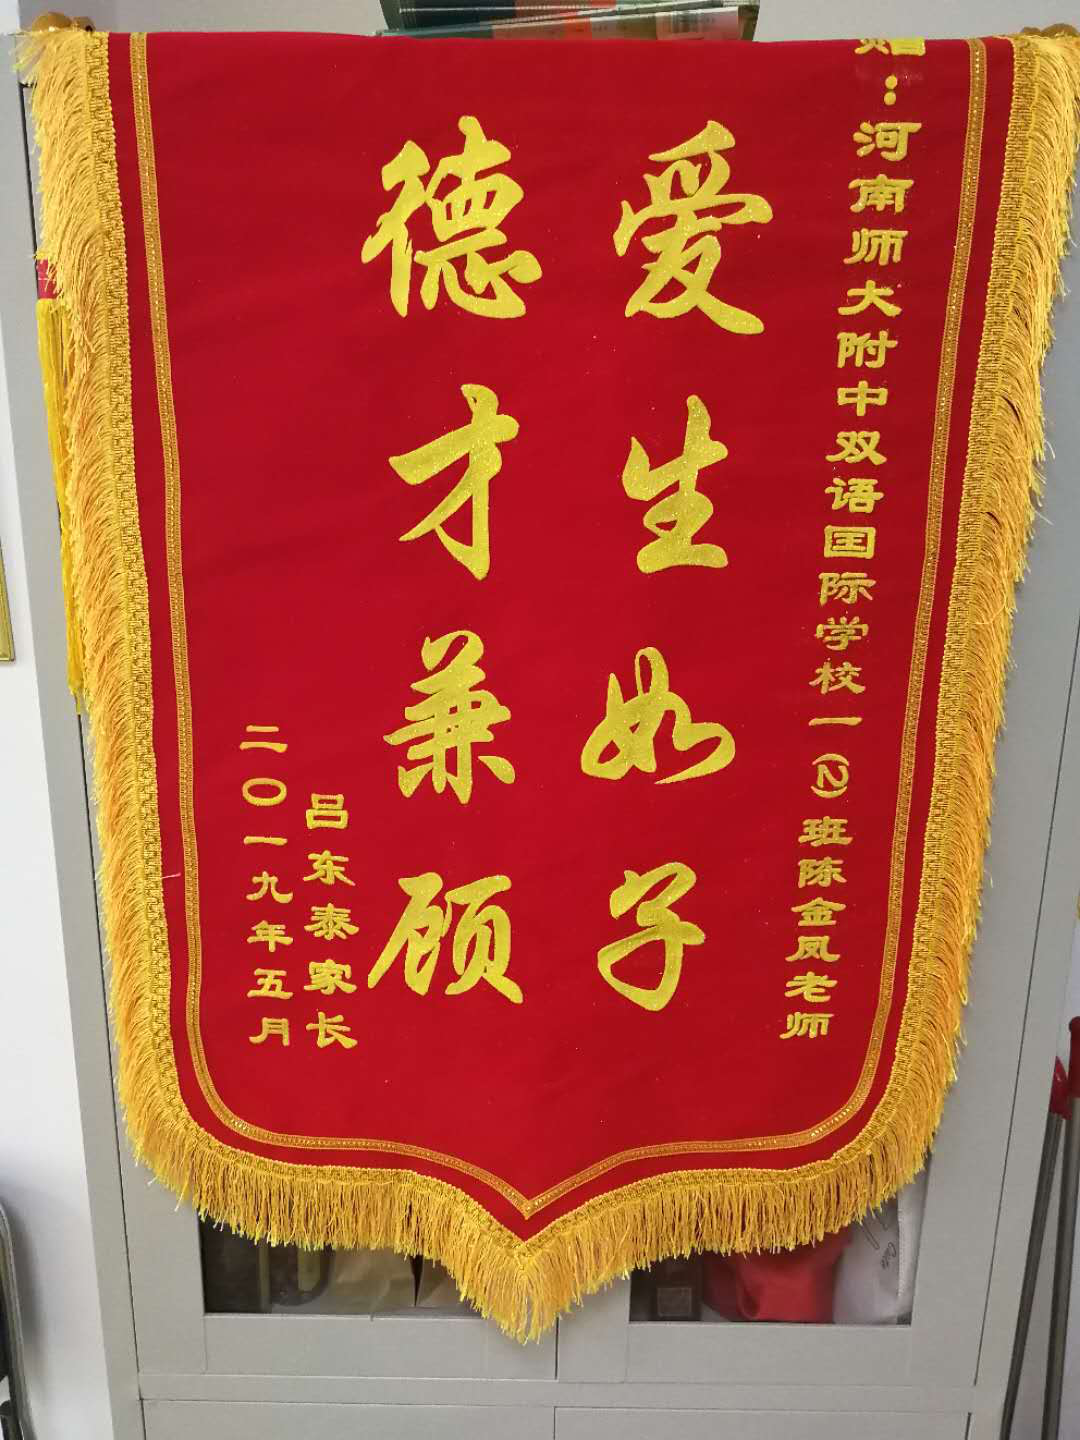 赠：河南师大附中双语国际学校一(2)班陈金凤老师
爱生如子
德才兼顾
吕东泰家长
二〇一九年五月